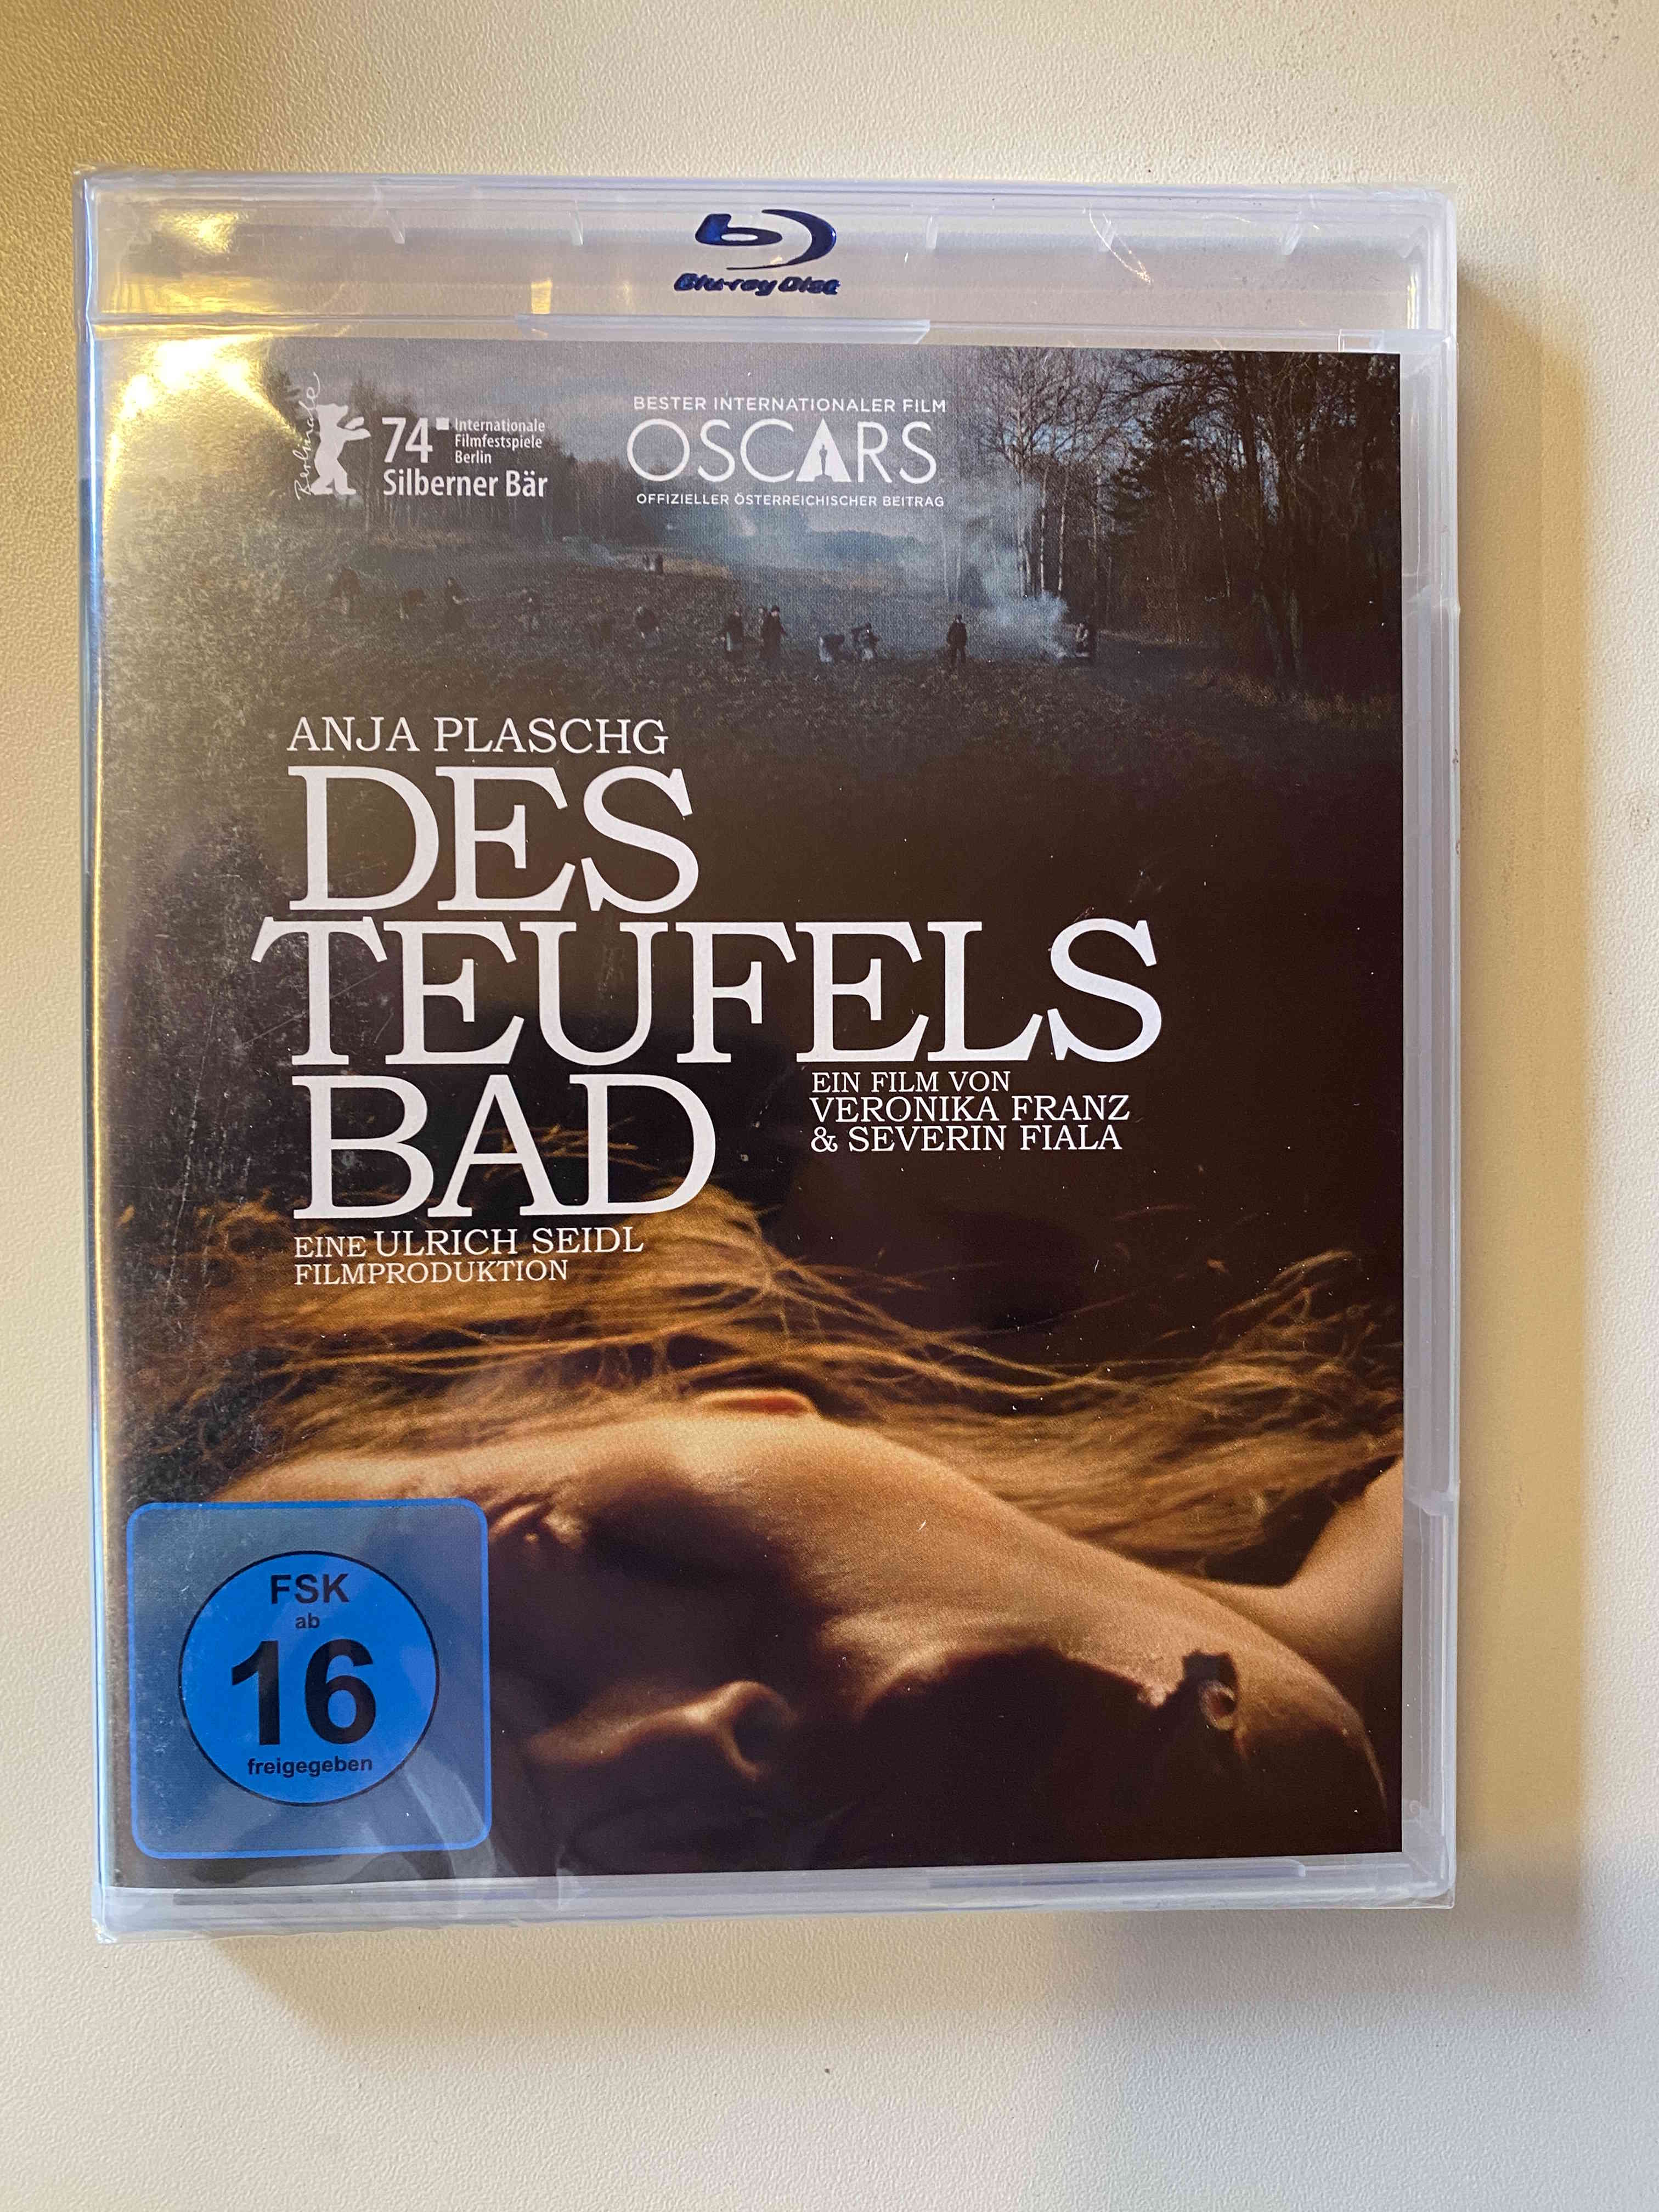 Blu-ray Disc
Berlinale
74
Internationale
Filmfestspiele
Berlin
Silberner Bär
BESTER INTERNATIONALER FILM
OSCARS
OFFIZIELLER ÖSTERREICHISCHER BEITRAG
ANJA PLASCHG
DES
TEUFELS
BAD
EIN FILM VON
VERONIKA FRANZ
& SEVERIN FIALA
EINE ULRICH SEIDL
FILMPRODUKTION
FSK
ab
16
freigegeben